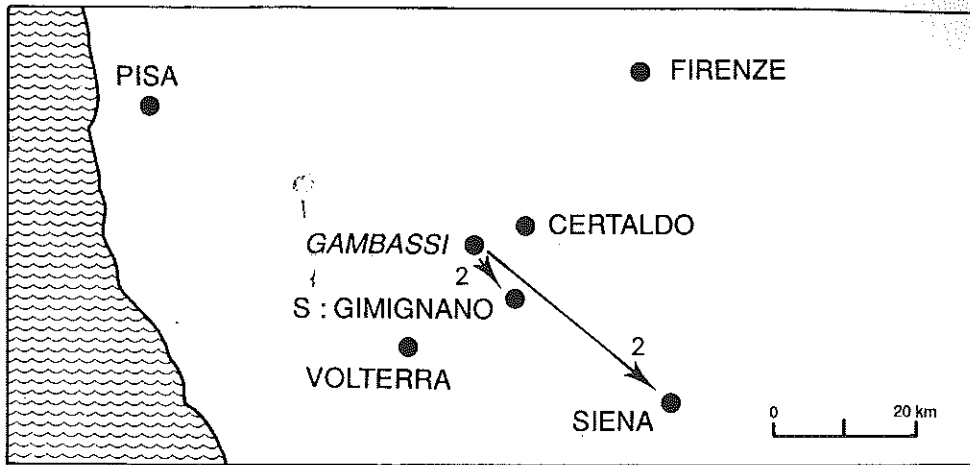 FIRENZE
PISA
CERTALDO
GAMBASSI
2
S : GIMIGNANO
2
VOLTERRA
SIENA
0 20 km